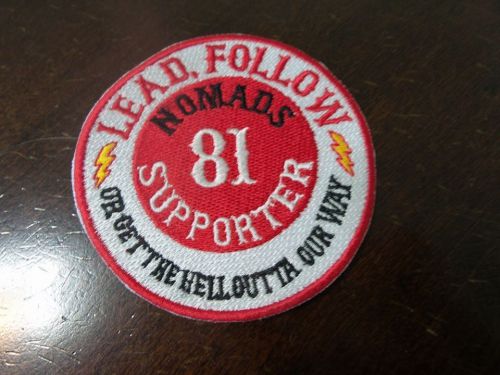 LEAD, FOLLOW
OR GET THE HELL OUTTA OUR WAY
NOMADS
81
SUPPORTER